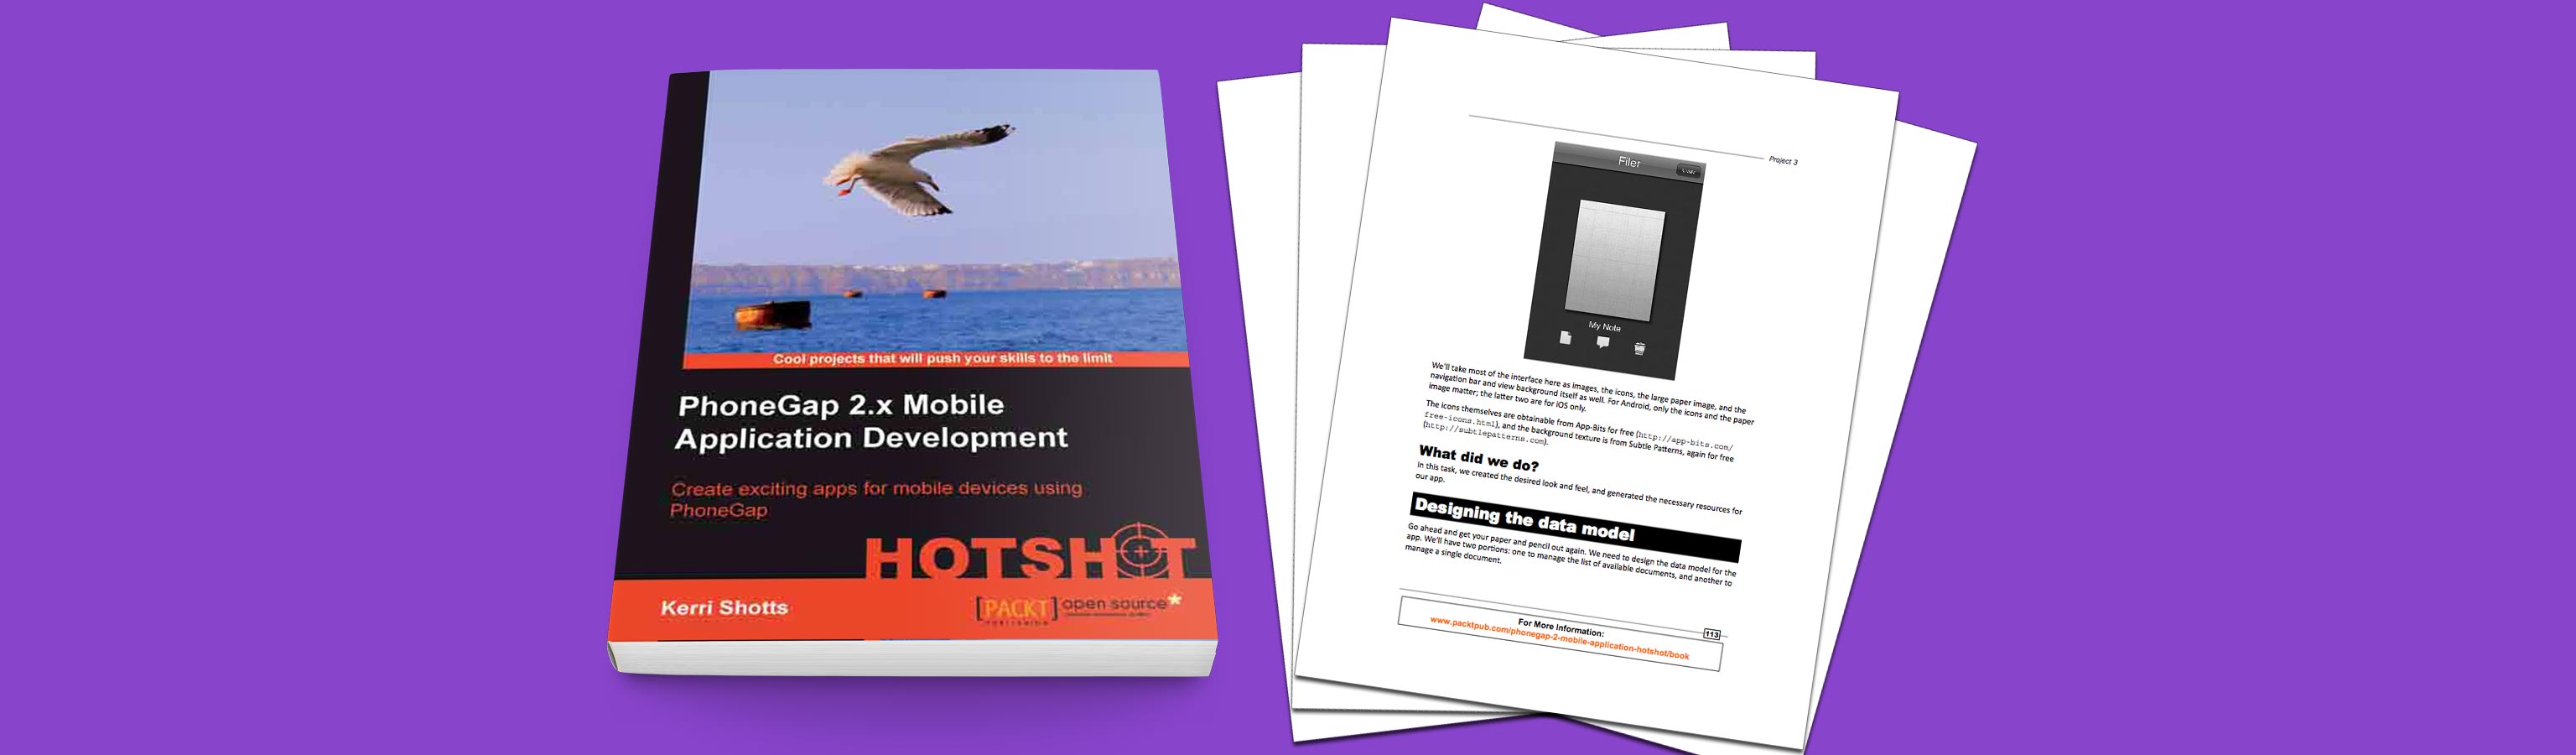 Cool projects that will push your skills to the limit
PhoneGap 2.x Mobile
Application Development
Create exciting apps for mobile devices using
PhoneGap
HOTSHOT
Kerri Shotts
[PACKT] open source*
Project 3
Filer
My Note
We'll take most of the interface here as images, the icons, the large paper image, and the
navigation bar and view background itself as well. For Android, only the icons and the paper
image matter; the latter two are for iOS only.
The icons themselves are obtainable from App-Bits for free (http://app-bits.com/
free-icons.html), and the background texture is from Subtle Patterns, again for free
(http://subtlepatterns.com).
What did we do?
In this task, we created the desired look and feel, and generated the necessary resources for
our app.
Designing the data model
Go ahead and get your paper and pencil out again. We need to design the data model for the
app. We'll have two portions: one to manage the list of available documents, and another to
manage a single document.
113
For More Information:
www.packtpub.com/phonegap-2-mobile-application-hotshot/book